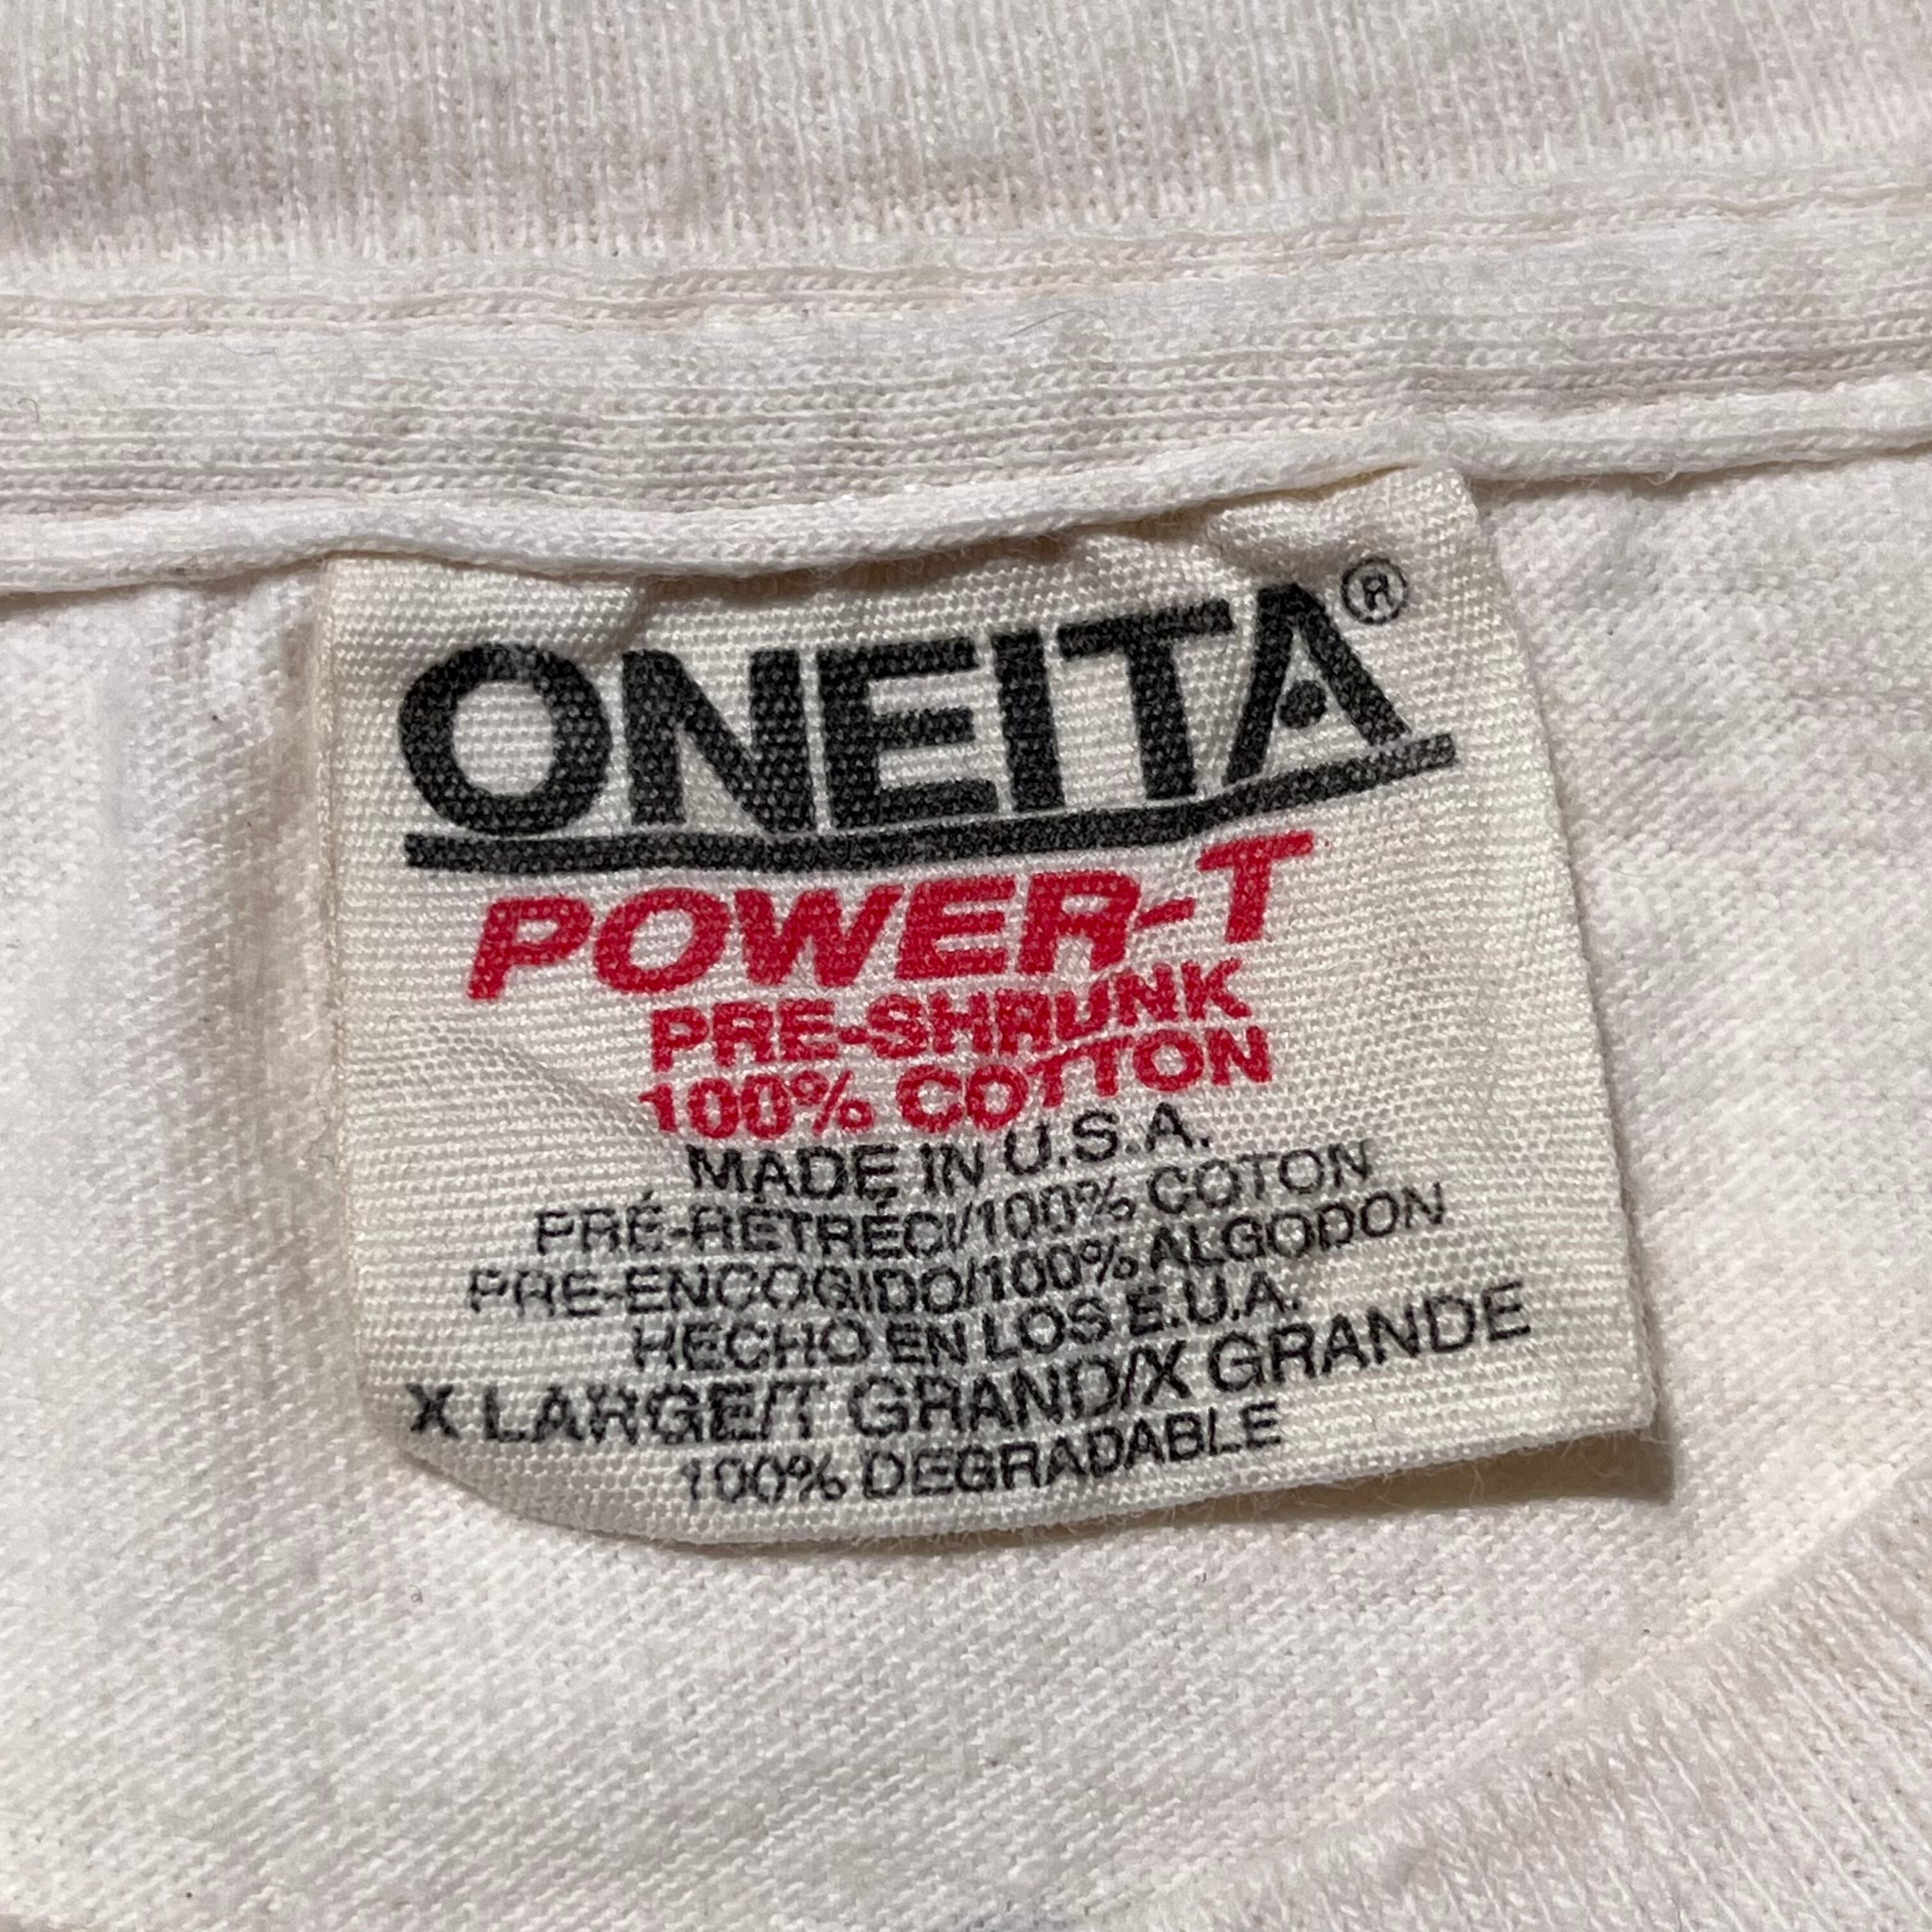 ONEITA®
POWER-T
PRE-SHRUNK
100% COTTON
MADE IN U.S.A.
PRÉ-RÉTRÉCI/100% COTON
PRE-ENCOGIDO/100% ALGODON
HECHO EN LOS E.U.A.
X LARGE/T GRAND/X GRANDE
100% DEGRADABLE